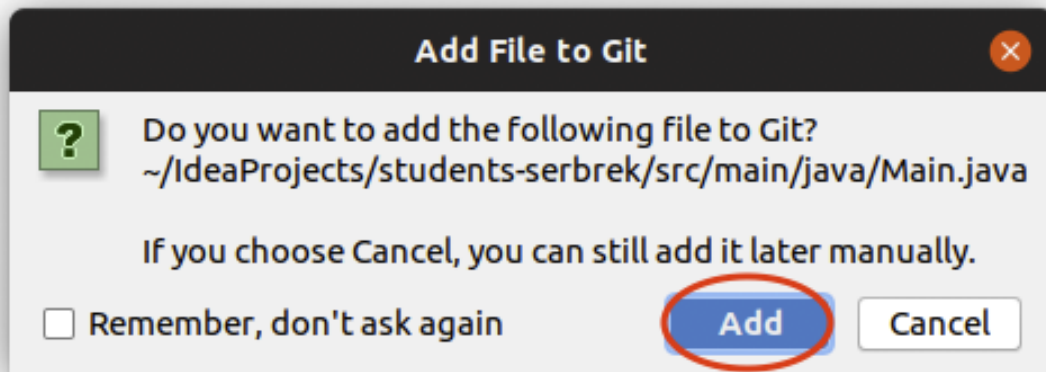 Add File to Git
?
Do you want to add the following file to Git?
~/IdeaProjects/students-serbrek/src/main/java/Main.java
If you choose Cancel, you can still add it later manually.
Remember, don't ask again
Add
Cancel